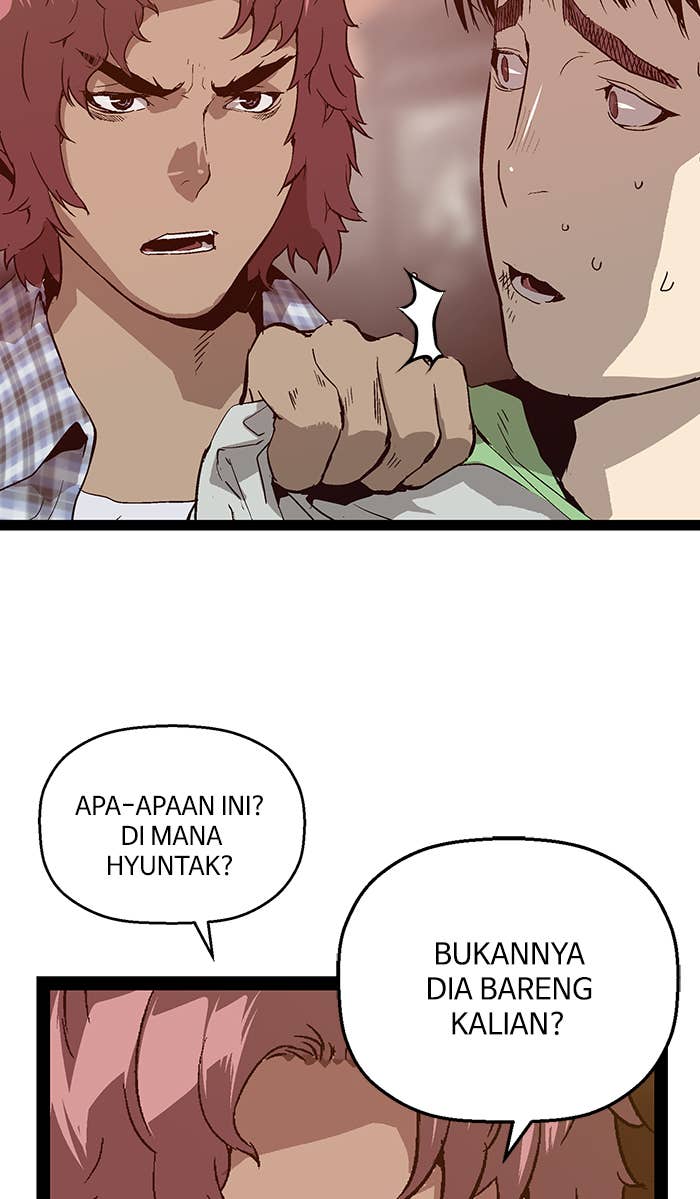 APA-APAAN INI?
DI MANA
HYUNTAK?
BUKANNYA
DIA BARENG
KALIAN?